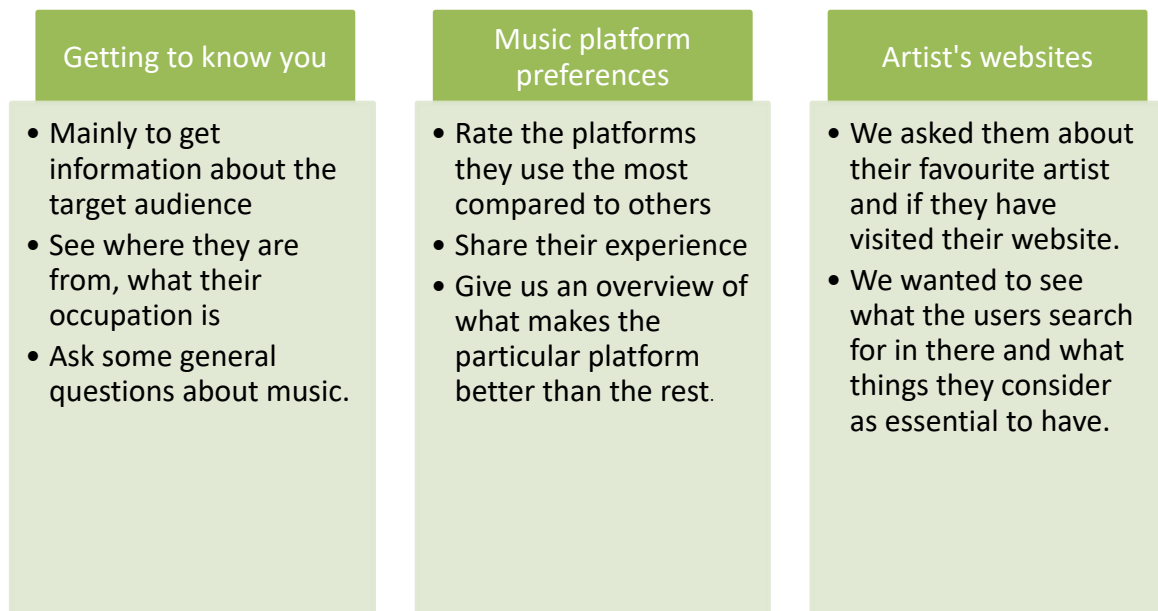 Getting to know you
• Mainly to get
information about the
target audience
• See where they are
from, what their
occupation is
• Ask some general
questions about music.
Music platform
preferences
• Rate the platforms
they use the most
compared to others
• Share their experience
• Give us an overview of
what makes the
particular platform
better than the rest.
Artist's websites
• We asked them about
their favourite artist
and if they have
visited their website.
• We wanted to see
what the users search
for in there and what
things they consider
as essential to have.